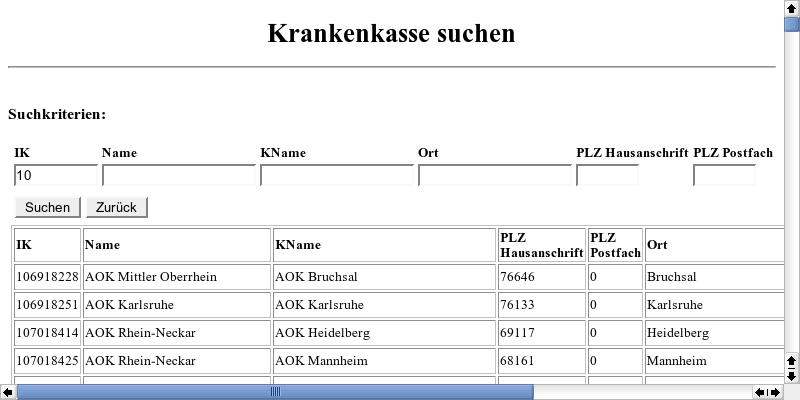 Krankenkasse suchen
Suchkriterien:
IK Name KName Ort PLZ Hausanschrift PLZ Postfach
10
Suchen Zurück
IK Name KName PLZ Hausanschrift PLZ Postfach Ort
106918228 AOK Mittler Oberrhein AOK Bruchsal 76646 0 Bruchsal
106918251 AOK Karlsruhe AOK Karlsruhe 76133 0 Karlsruhe
107018414 AOK Rhein-Neckar AOK Heidelberg 69117 0 Heidelberg
107018425 AOK Rhein-Neckar AOK Mannheim 68161 0 Mannheim